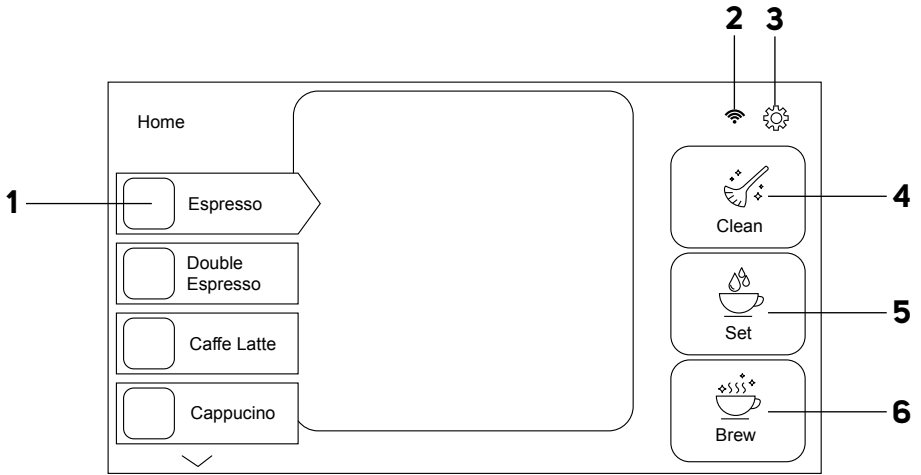 2
3
Home
1
Espresso
Double
Espresso
Caffe Latte
Cappucino
Clean
4
Set
5
Brew
6